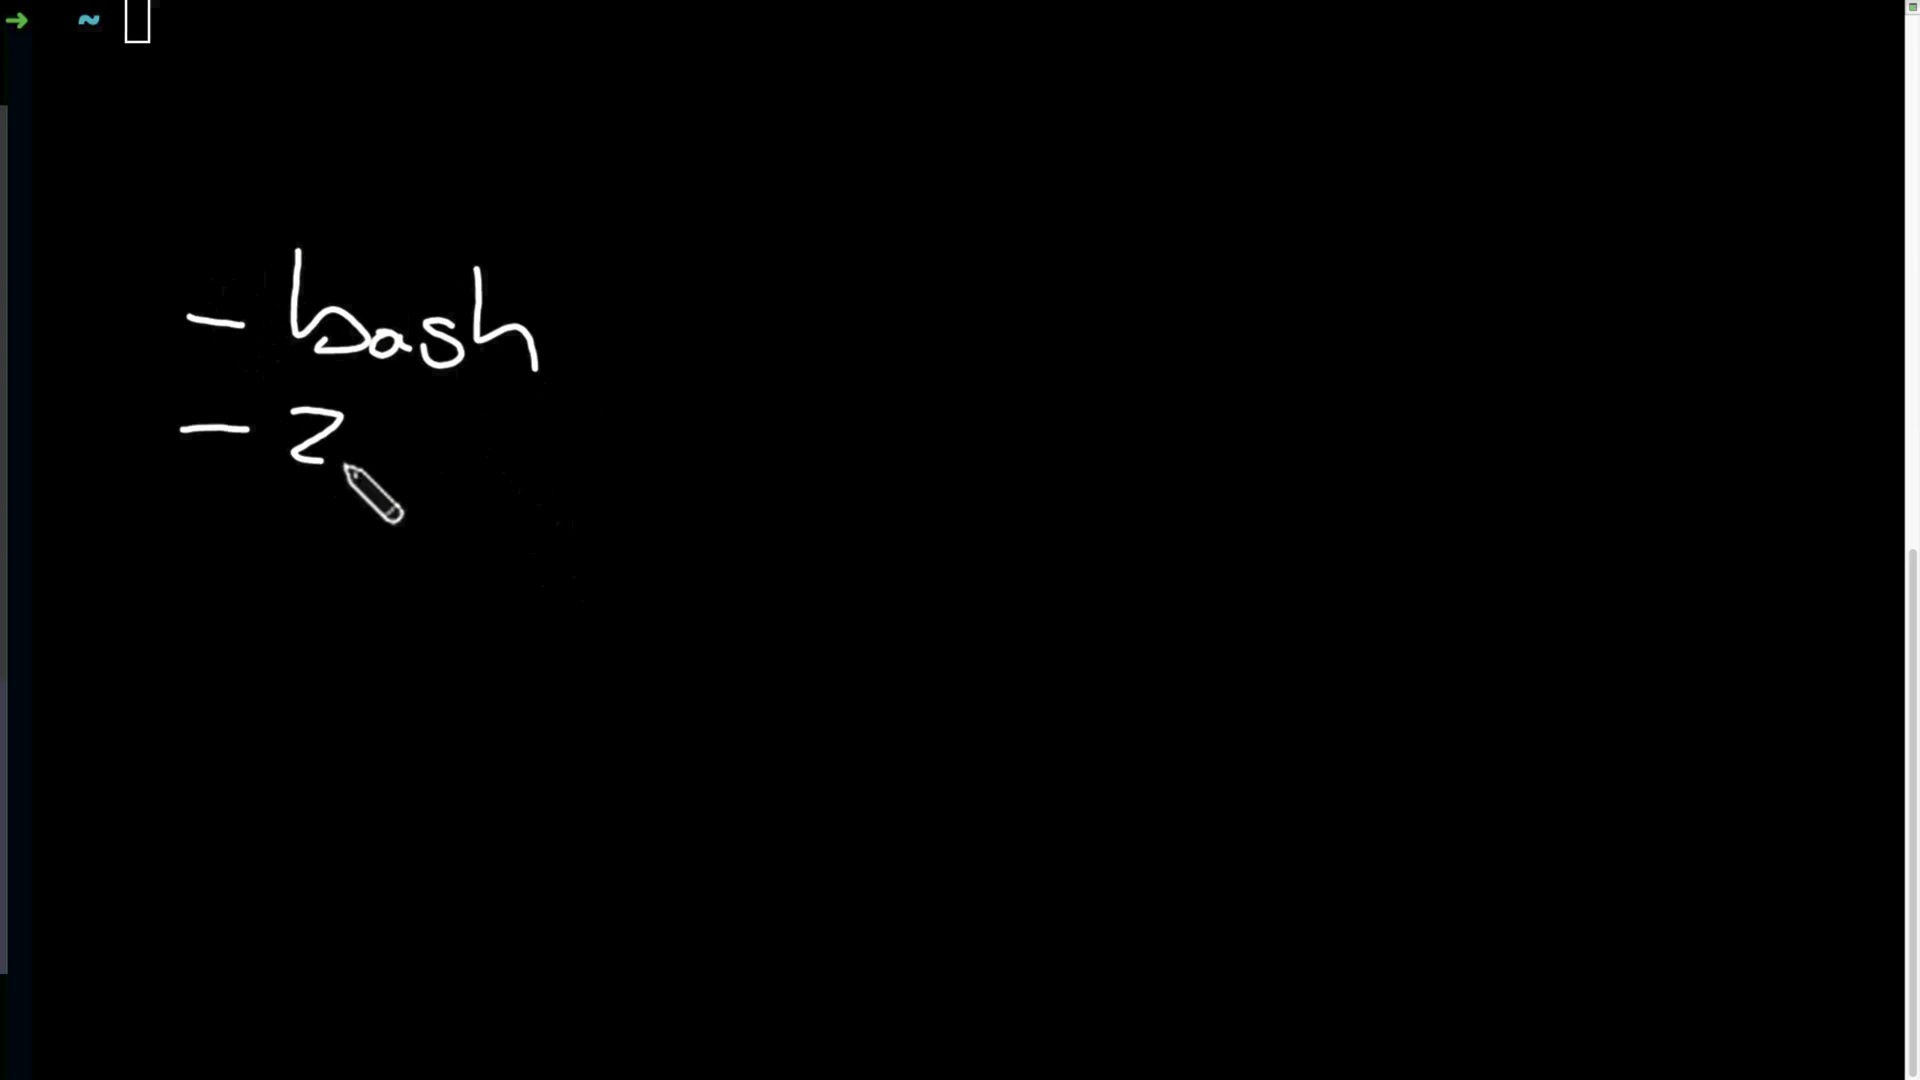 ➜ ~
- bash
- z